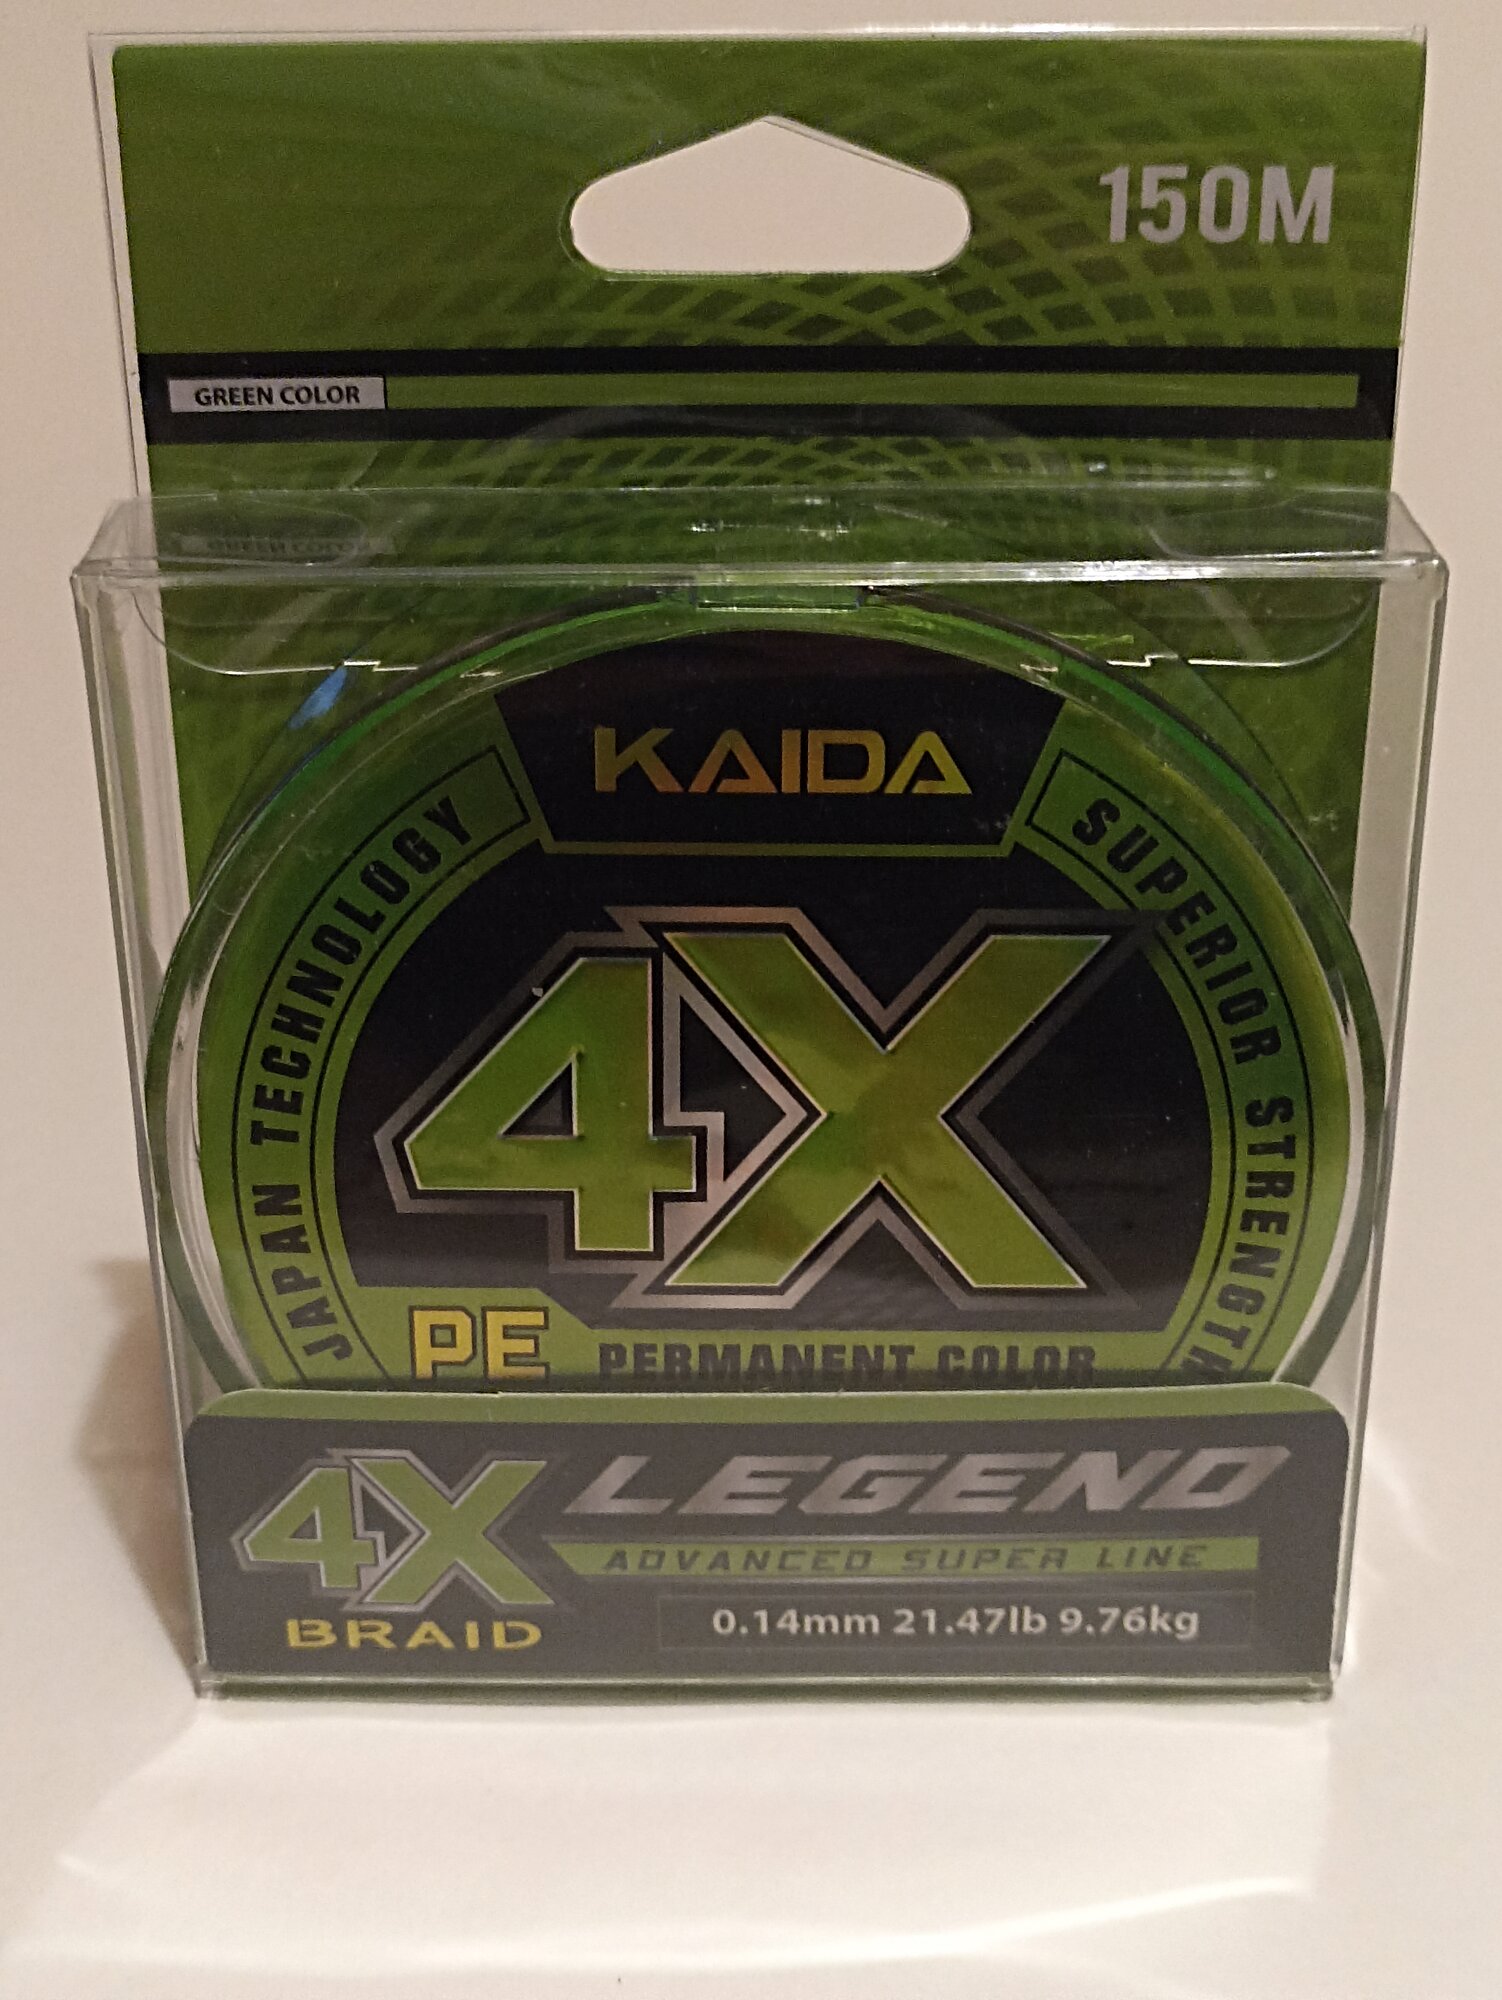 150M
GREEN COLOR
KAIDA
JAPAN TECHNOLOGY
SUPERIOR STRENGTH
4X
PE PERMANENT COLOR
4X LEGEND
ADVANCED SUPER LINE
BRAID
0.14mm 21.47lb 9.76kg